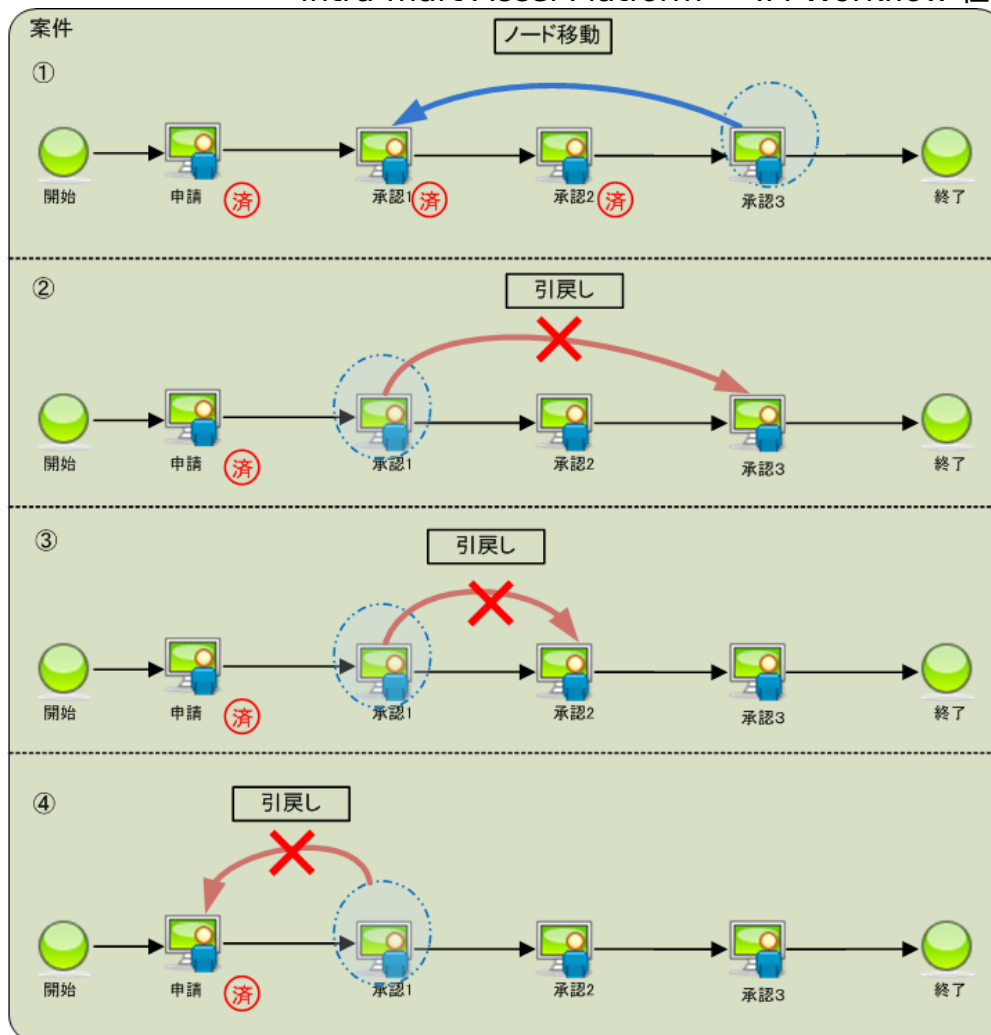 案件
ノード移動
①
開始 申請 済 承認1 済 承認2 済 承認3 終了
②
引戻し
開始 申請 済 承認1 承認2 承認3 終了
③
引戻し
開始 申請 済 承認1 承認2 承認3 終了
④
引戻し
開始 申請 済 承認1 承認2 承認3 終了